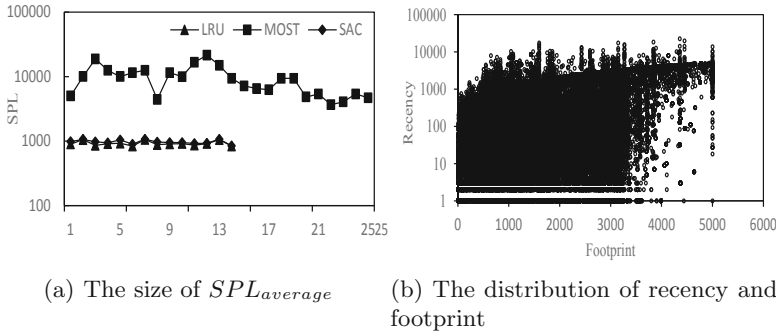 LRU MOST SAC
100000
10000
1000
100
SPL
1 5 9 13 17 21 2525
(a) The size of SPLaverage
100000
10000
1000
100
10
1
Recency
0 1000 2000 3000 4000 5000 6000
Footprint
(b) The distribution of recency and
footprint